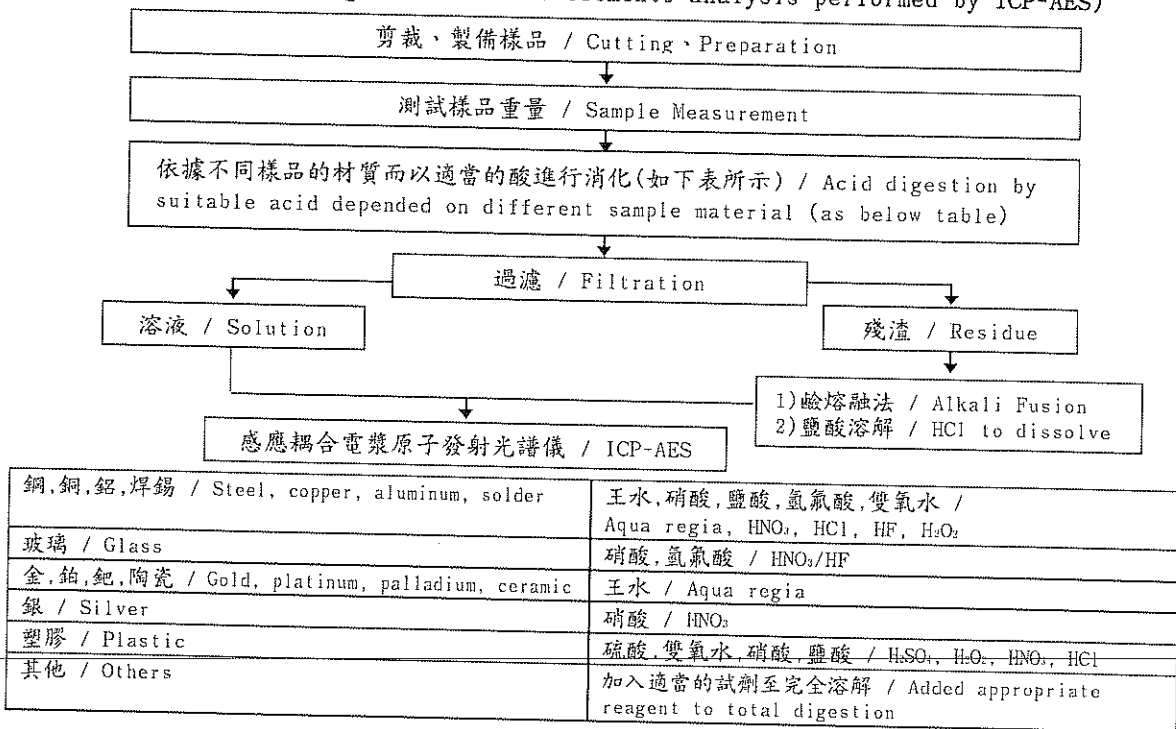 elements analysis performed by ICP-AES)
剪裁、製備樣品 / Cutting、Preparation
測試樣品重量 / Sample Measurement
依據不同樣品的材質而以適當的酸進行消化(如下表所示) / Acid digestion by
suitable acid depended on different sample material (as below table)
過濾 / Filtration
溶液 / Solution
殘渣 / Residue
1)鹼熔融法 / Alkali Fusion
2)鹽酸溶解 / HCl to dissolve
感應耦合電漿原子發射光譜儀 / ICP-AES
鋼,銅,鋁,焊錫 / Steel, copper, aluminum, solder
王水,硝酸,鹽酸,氫氟酸,雙氧水 /
Aqua regia, HNO₃, HCl, HF, H₂O₂
玻璃 / Glass
硝酸,氫氟酸 / HNO₃/HF
金,鉑,鈀,陶瓷 / Gold, platinum, palladium, ceramic
王水 / Aqua regia
銀 / Silver
硝酸 / HNO₃
塑膠 / Plastic
硫酸,雙氧水,硝酸,鹽酸 / H₂SO₄, H₂O₂, HNO₃, HCl
其他 / Others
加入適當的試劑至完全溶解 / Added appropriate
reagent to total digestion